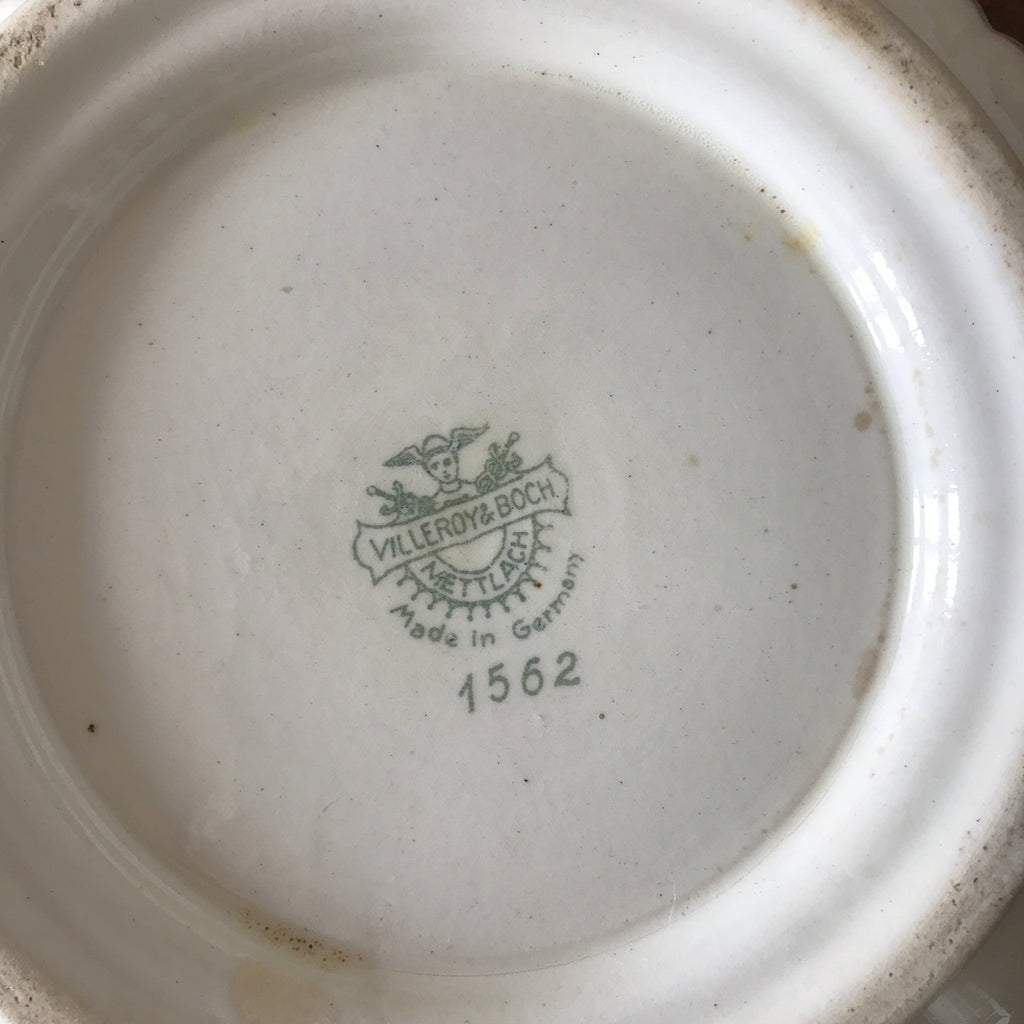 VILLEROY & BOCH
METTLACH
Made in Germany
1562